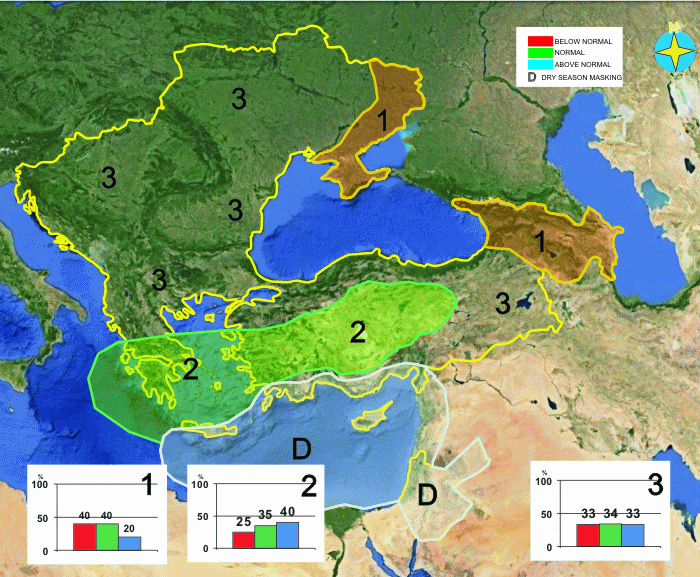 N
BELOW NORMAL
NORMAL
ABOVE NORMAL
D DRY SEASON MASKING
3
1
3
3
1
3
3
2
2
D
D
%
100
50
0
40 40 20
1
%
100
50
0
25 35 40
2
%
100
50
0
33 34 33
3